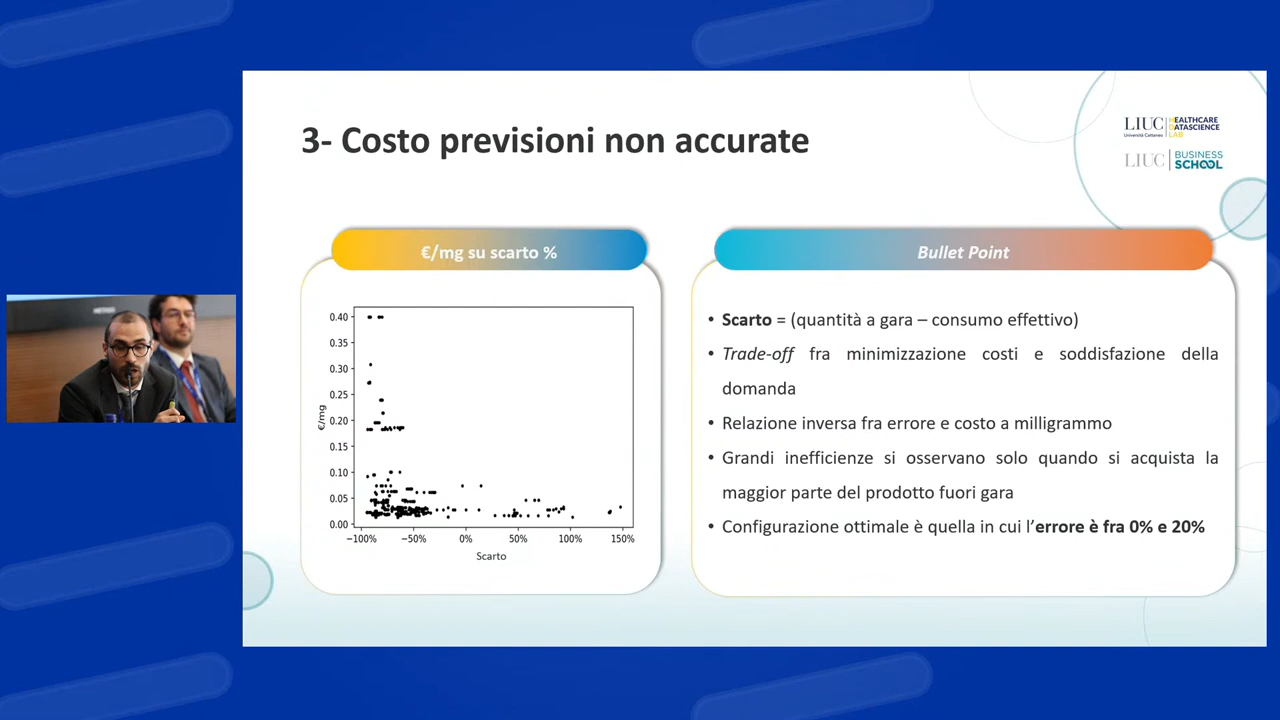 3- Costo previsioni non accurate
LIUC
Università Cattaneo
HEALTHCARE
DATASCIENCE
LAB
LIUC
BUSINESS
SCHOOL
€/mg su scarto %
0.40
0.35
0.30
0.25
0.20
0.15
0.10
0.05
0.00
€/mg
−100%
−50%
0%
50%
100%
150%
Scarto
Bullet Point
• Scarto = (quantità a gara – consumo effettivo)
• Trade-off fra minimizzazione costi e soddisfazione della
domanda
• Relazione inversa fra errore e costo a milligrammo
• Grandi inefficienze si osservano solo quando si acquista la
maggior parte del prodotto fuori gara
• Configurazione ottimale è quella in cui l’errore è fra 0% e 20%